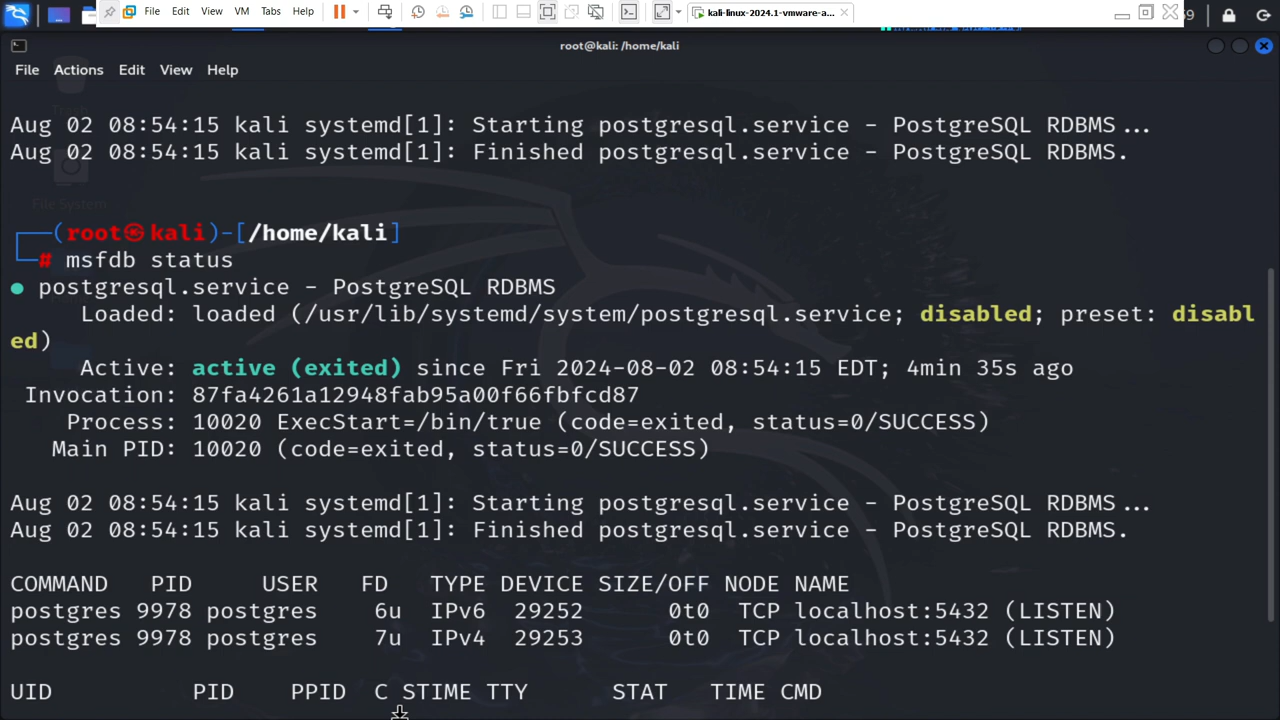 File Edit View VM Tabs Help kali-linux-2024.1-vmware-a...
root@kali: /home/kali
File Actions Edit View Help
Trash
Aug 02 08:54:15 kali systemd[1]: Starting postgresql.service - PostgreSQL RDBMS...
Aug 02 08:54:15 kali systemd[1]: Finished postgresql.service - PostgreSQL RDBMS.
File System
(root㉿kali)-[/home/kali]
# msfdb status
● postgresql.service - PostgreSQL RDBMS
Loaded: loaded (/usr/lib/systemd/system/postgresql.service; disabled; preset: disabl
ed)
Active: active (exited) since Fri 2024-08-02 08:54:15 EDT; 4min 35s ago
Invocation: 87fa4261a12948fab95a00f66fbfcd87
Process: 10020 ExecStart=/bin/true (code=exited, status=0/SUCCESS)
Main PID: 10020 (code=exited, status=0/SUCCESS)
Aug 02 08:54:15 kali systemd[1]: Starting postgresql.service - PostgreSQL RDBMS...
Aug 02 08:54:15 kali systemd[1]: Finished postgresql.service - PostgreSQL RDBMS.
COMMAND PID USER FD TYPE DEVICE SIZE/OFF NODE NAME
postgres 9978 postgres 6u IPv6 29252 0t0 TCP localhost:5432 (LISTEN)
postgres 9978 postgres 7u IPv4 29253 0t0 TCP localhost:5432 (LISTEN)
UID PID PPID C STIME TTY STAT TIME CMD